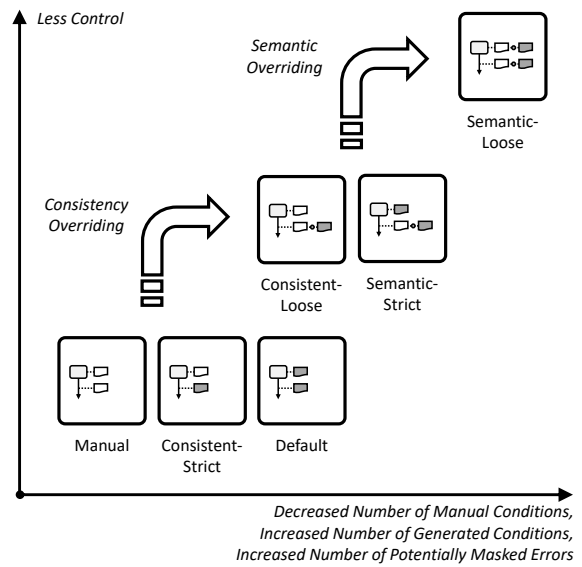 Less Control
Semantic
Overriding
Semantic-
Loose
Consistency
Overriding
Consistent-
Loose
Semantic-
Strict
Manual
Consistent-
Strict
Default
Decreased Number of Manual Conditions,
Increased Number of Generated Conditions,
Increased Number of Potentially Masked Errors